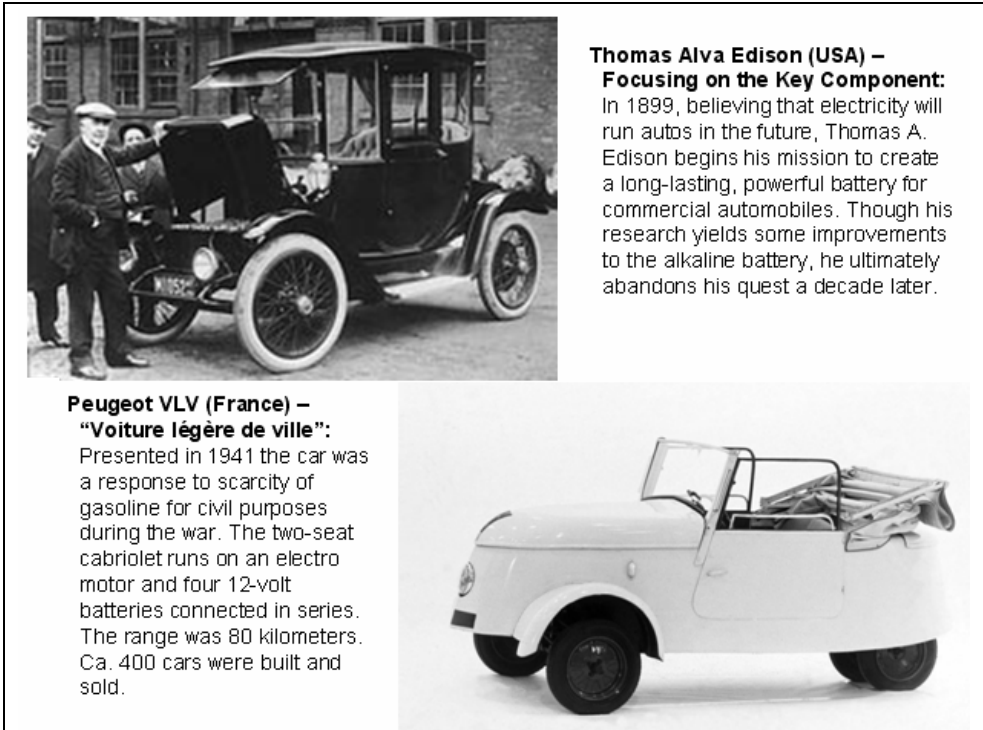 Thomas Alva Edison (USA) –
Focusing on the Key Component:
In 1899, believing that electricity will
run autos in the future, Thomas A.
Edison begins his mission to create
a long-lasting, powerful battery for
commercial automobiles. Though his
research yields some improvements
to the alkaline battery, he ultimately
abandons his quest a decade later.
Peugeot VLV (France) –
“Voiture légère de ville”:
Presented in 1941 the car was
a response to scarcity of
gasoline for civil purposes
during the war. The two-seat
cabriolet runs on an electro
motor and four 12-volt
batteries connected in series.
The range was 80 kilometers.
Ca. 400 cars were built and
sold.